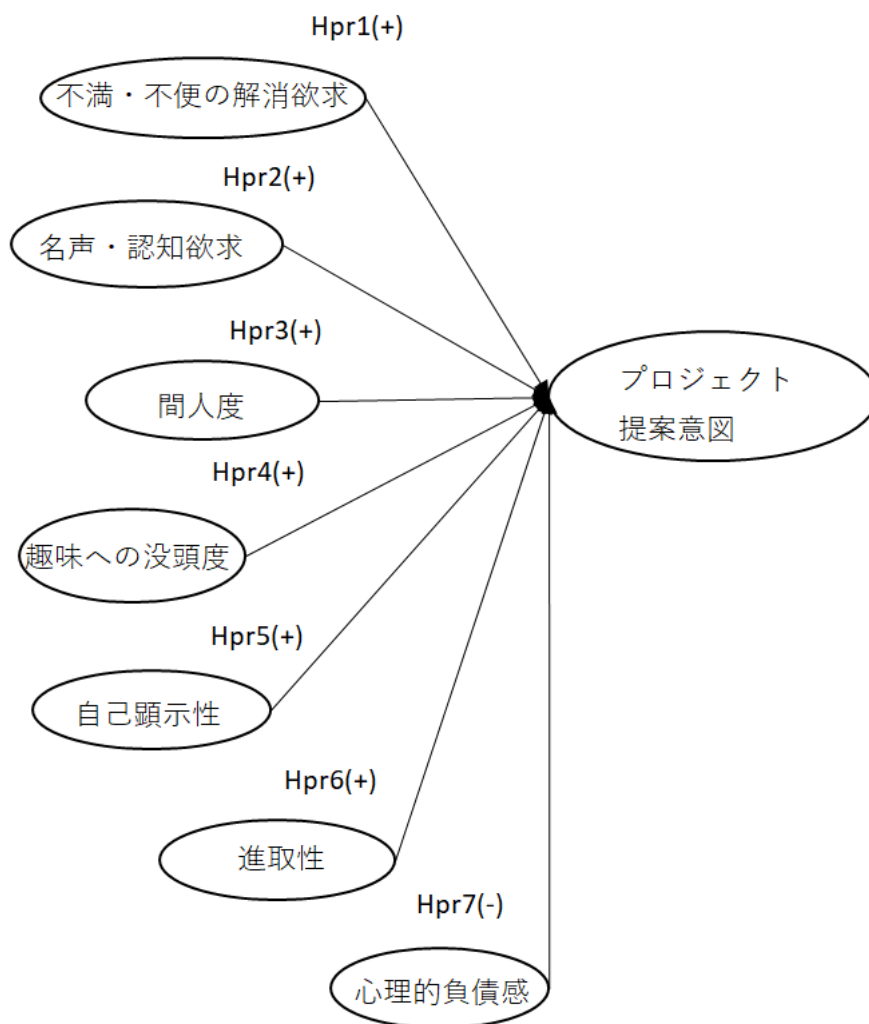 Hpr1(+)
不満・不便の解消欲求
Hpr2(+)
名声・認知欲求
Hpr3(+)
間人度
プロジェクト
提案意図
Hpr4(+)
趣味への没頭度
Hpr5(+)
自己顕示性
Hpr6(+)
進取性
Hpr7(-)
心理的負債感